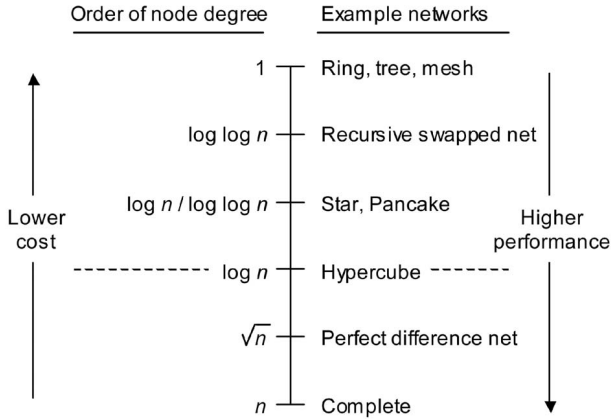 Order of node degree Example networks
1 Ring, tree, mesh
log log n Recursive swapped net
log n / log log n Star, Pancake
Lower
cost
Higher
performance
log n Hypercube
√n Perfect difference net
n Complete